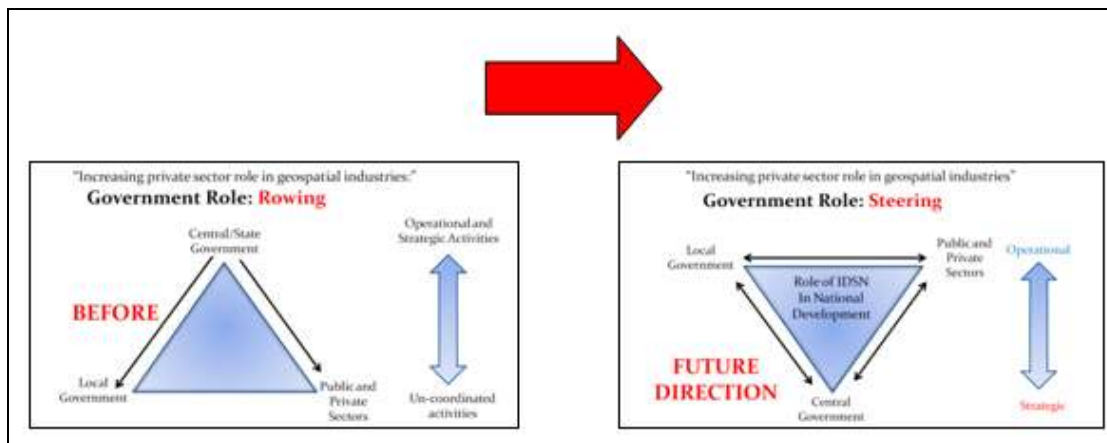 "Increasing private sector role in geospatial industries:"
Government Role: Rowing
Central/State
Government
Operational and
Strategic Activities
BEFORE
Local
Government
Public and
Private
Sectors
Un-coordinated
activities
"Increasing private sector role in geospatial industries"
Government Role: Steering
Local
Government
Public and
Private
Sectors
Operational
Role of IDSN
In National
Development
FUTURE
DIRECTION
Central
Government
Strategic